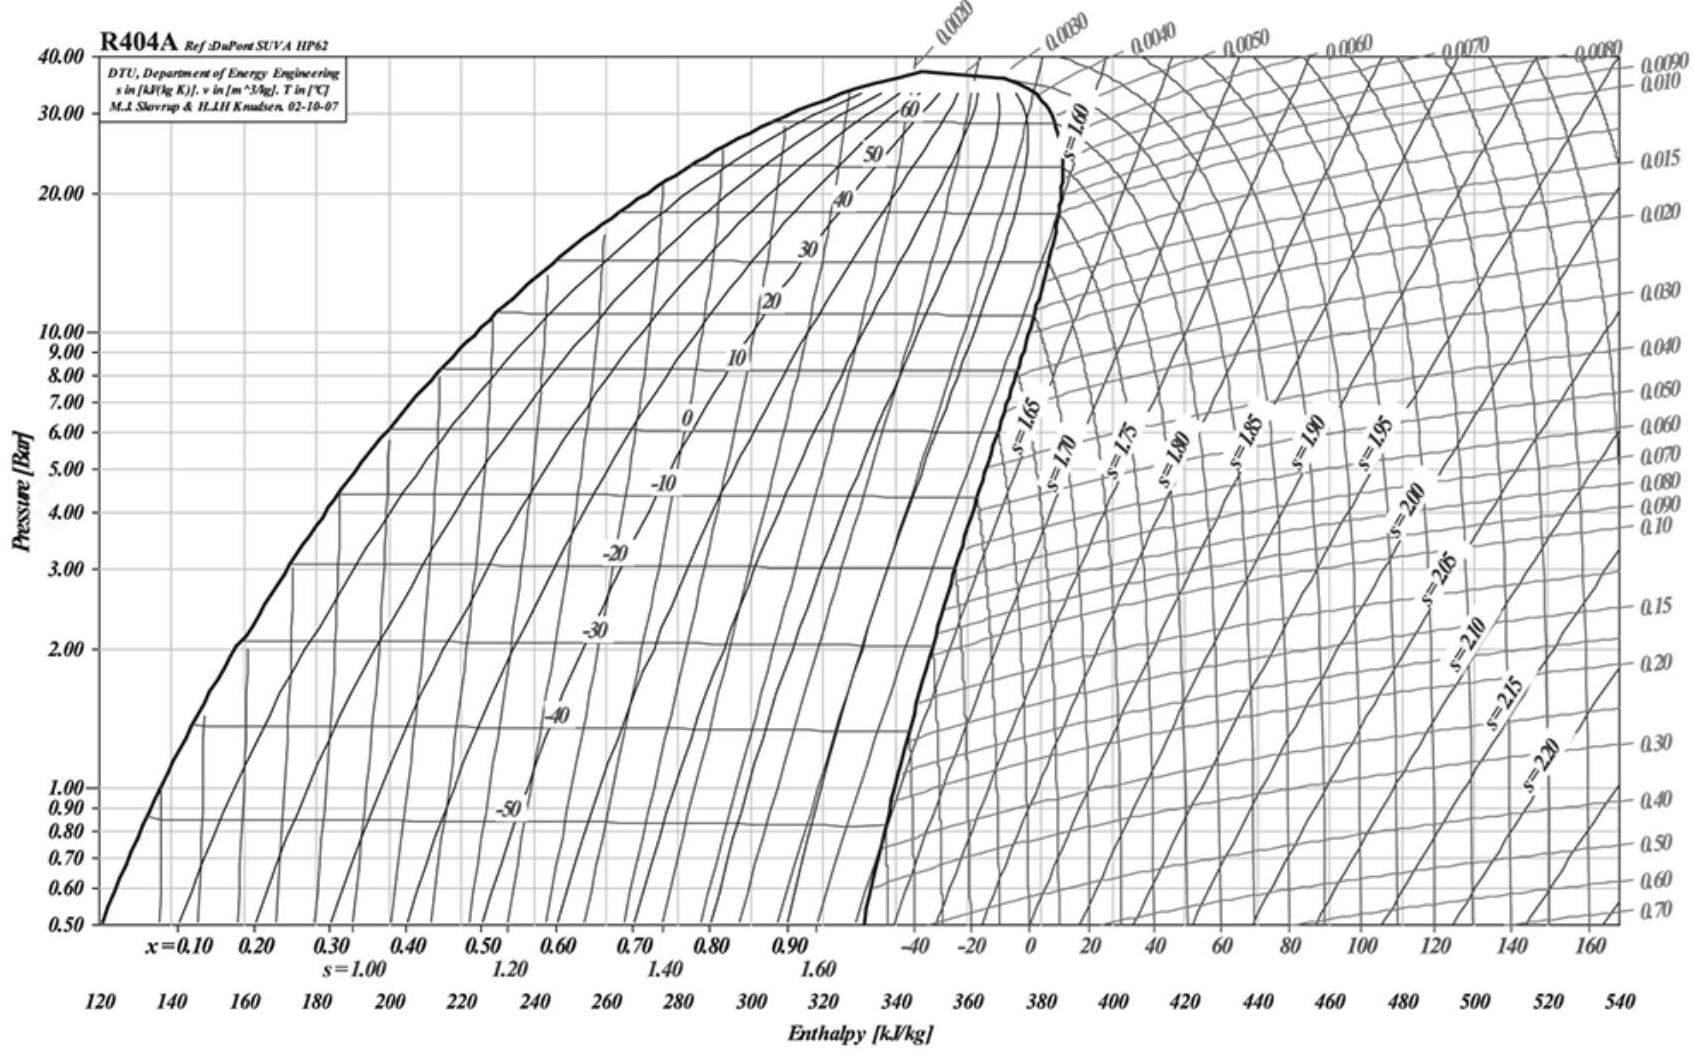 R404A Ref :DuPont SUVA HP62
DTU, Department of Energy Engineering
s in [kJ/(kg K)]. v in [m^3/kg]. T in [ºC]
M.J. Skovrup & H.J.H Knudsen. 02-10-07
0.0020
0.0030
0.0040
0.0050
0.0060
0.0070
0.0080
0.0090
0.010
0.015
0.020
0.030
0.040
0.050
0.060
0.070
0.080
0.090
0.10
0.15
0.20
0.30
0.40
0.50
0.60
0.70
40.00
30.00
20.00
10.00
9.00
8.00
7.00
6.00
5.00
4.00
3.00
2.00
1.00
0.90
0.80
0.70
0.60
0.50
Pressure [Bar]
60
50
40
30
20
10
0
-10
-20
-30
-40
-50
s = 1.60
s = 1.65
s = 1.70
s = 1.75
s = 1.80
s = 1.85
s = 1.90
s = 1.95
s = 2.00
s = 2.05
s = 2.10
s = 2.15
s = 2.20
x = 0.10 0.20 0.30 0.40 0.50 0.60 0.70 0.80 0.90 -40 -20 0 20 40 60 80 100 120 140 160
s = 1.00 1.20 1.40 1.60
120 140 160 180 200 220 240 260 280 300 320 340 360 380 400 420 440 460 480 500 520 540
Enthalpy [kJ/kg]